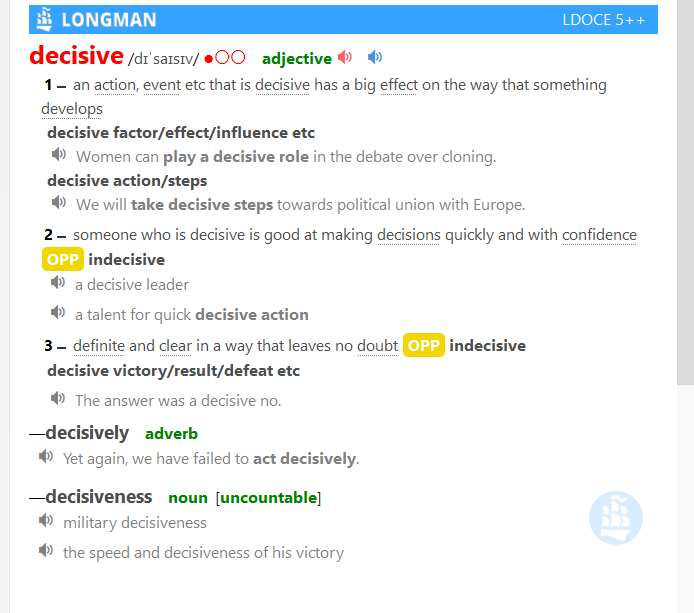 LONGMAN LDOCE 5++
decisive /dɪˈsaɪsɪv/ ●○○ adjective
1 – an action, event etc that is decisive has a big effect on the way that something
develops
decisive factor/effect/influence etc
Women can play a decisive role in the debate over cloning.
decisive action/steps
We will take decisive steps towards political union with Europe.
2 – someone who is decisive is good at making decisions quickly and with confidence
OPP indecisive
a decisive leader
a talent for quick decisive action
3 – definite and clear in a way that leaves no doubt OPP indecisive
decisive victory/result/defeat etc
The answer was a decisive no.
—decisively adverb
Yet again, we have failed to act decisively.
—decisiveness noun [uncountable]
military decisiveness
the speed and decisiveness of his victory